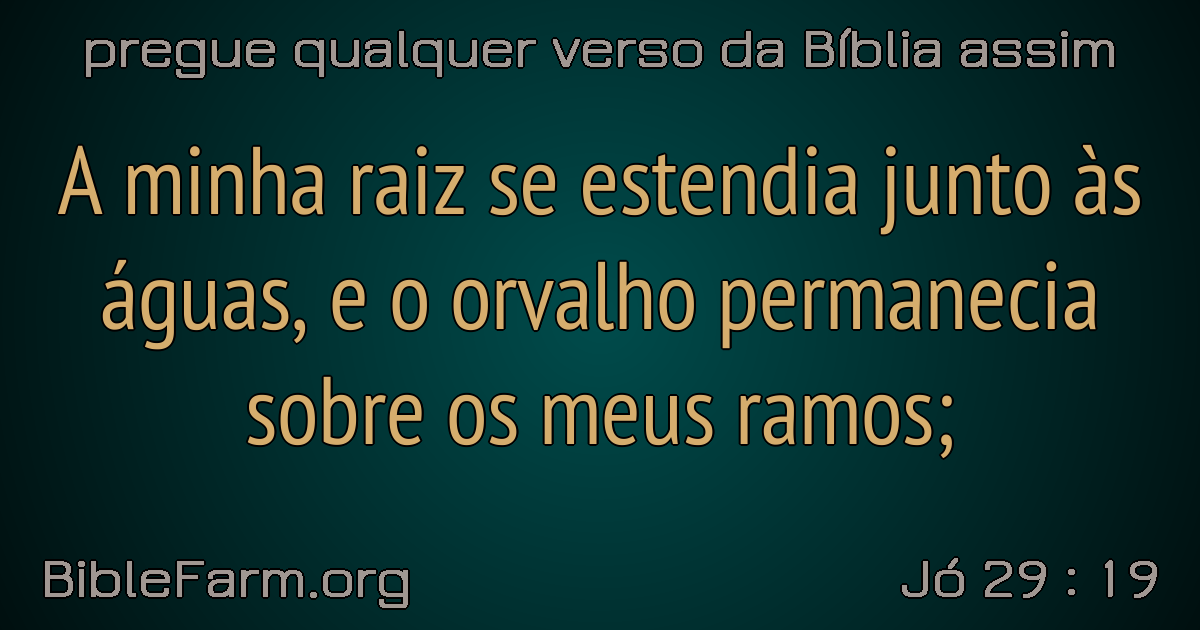 pregue qualquer verso da Bíblia assim
A minha raiz se estendia junto às
águas, e o orvalho permanecia
sobre os meus ramos;
BibleFarm.org
Jó 29 : 19